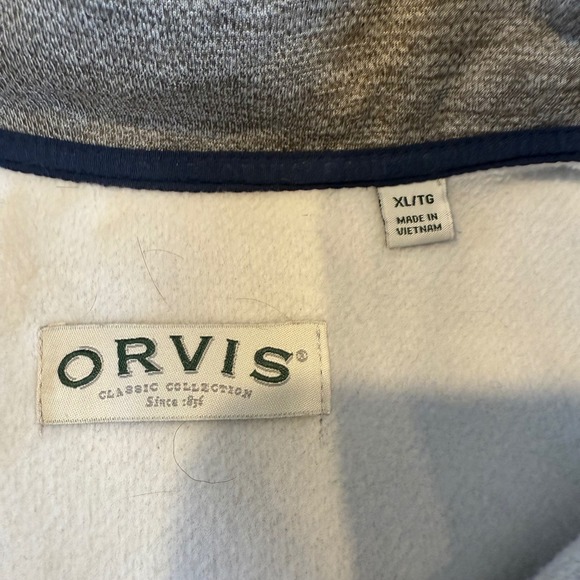 XL/TG
MADE IN
VIETNAM
ORVIS®
CLASSIC COLLECTION
Since 1856